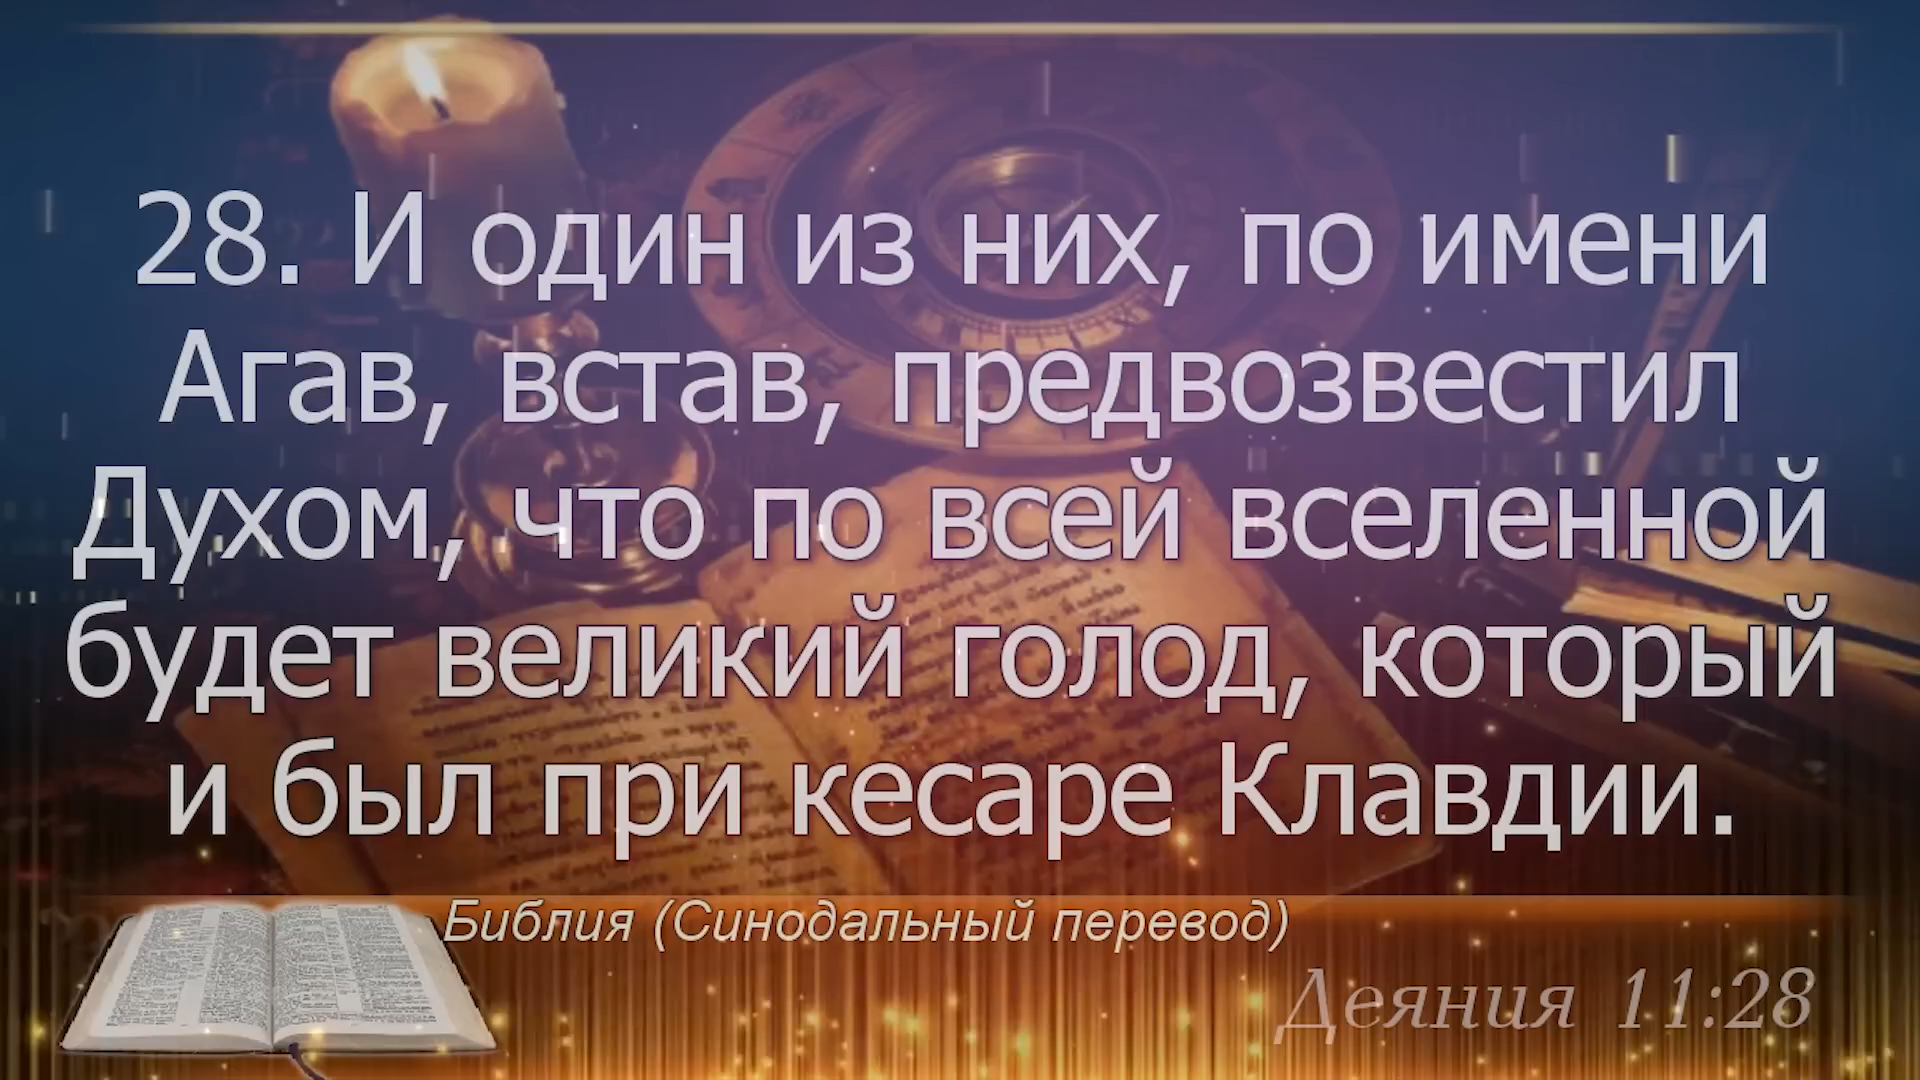 28. И один из них, по имени
Агав, встав, предвозвестил
Духом, что по всей вселенной
будет великий голод, который
и был при кесаре Клавдии.
Библия (Синодальный перевод)
Деяния 11:28